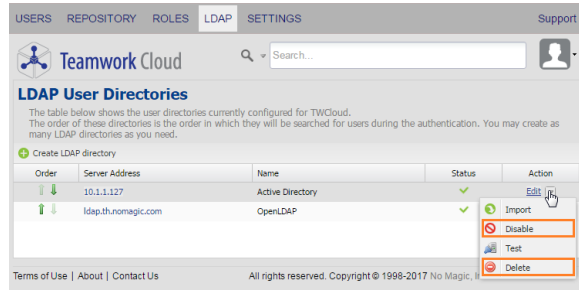 USERS REPOSITORY ROLES LDAP SETTINGS Support
Teamwork Cloud Search...
LDAP User Directories
The table below shows the user directories currently configured for TWCloud.
The order of these directories is the order in which they will be searched for users during the authentication. You may create as
many LDAP directories as you need.
Create LDAP directory
Order Server Address Name Status Action
10.1.1.127 Active Directory Edit
ldap.th.nomagic.com OpenLDAP
Import
Disable
Test
Delete
Terms of Use | About | Contact Us All rights reserved. Copyright © 1998-2017 No Magic,